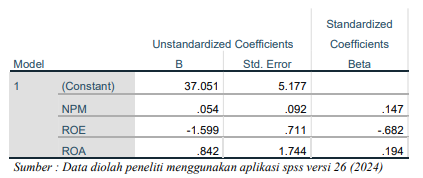 Standardized
Unstandardized Coefficients Coefficients
Model B Std. Error Beta
1 (Constant) 37.051 5.177
NPM .054 .092 .147
ROE -1.599 .711 -.682
ROA .842 1.744 .194
Sumber : Data diolah peneliti menggunakan aplikasi spss versi 26 (2024)